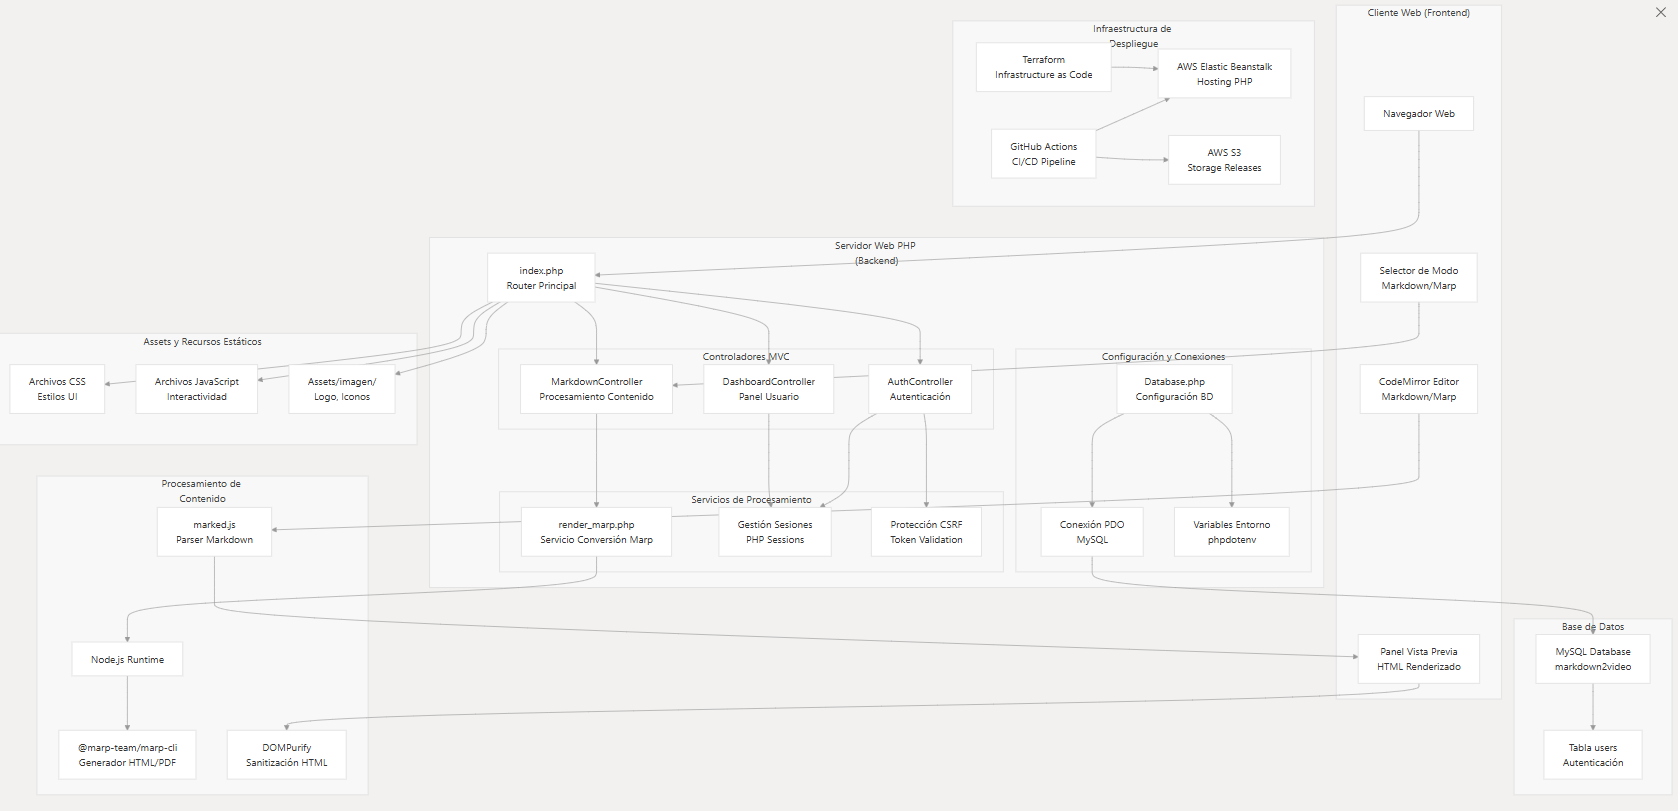 Cliente Web (Frontend)
Navegador Web
Selector de Modo
Markdown/Marp
CodeMirror Editor
Markdown/Marp
Panel Vista Previa
HTML Renderizado
Infraestructura de
Despliegue
Terraform
Infrastructure as Code
AWS Elastic Beanstalk
Hosting PHP
GitHub Actions
CI/CD Pipeline
AWS S3
Storage Releases
Servidor Web PHP
(Backend)
index.php
Router Principal
Controladores MVC
MarkdownController
Procesamiento Contenido
DashboardController
Panel Usuario
AuthController
Autenticación
Configuración y Conexiones
Database.php
Configuración BD
Conexión PDO
MySQL
Variables Entorno
phpdotenv
Servicios de Procesamiento
render_marp.php
Servicio Conversión Marp
Gestión Sesiones
PHP Sessions
Protección CSRF
Token Validation
Assets y Recursos Estáticos
Archivos CSS
Estilos UI
Archivos JavaScript
Interactividad
Assets/imagen/
Logo, Iconos
Procesamiento de
Contenido
marked.js
Parser Markdown
Node.js Runtime
@marp-team/marp-cli
Generador HTML/PDF
DOMPurify
Sanitización HTML
Base de Datos
MySQL Database
markdown2video
Tabla users
Autenticación